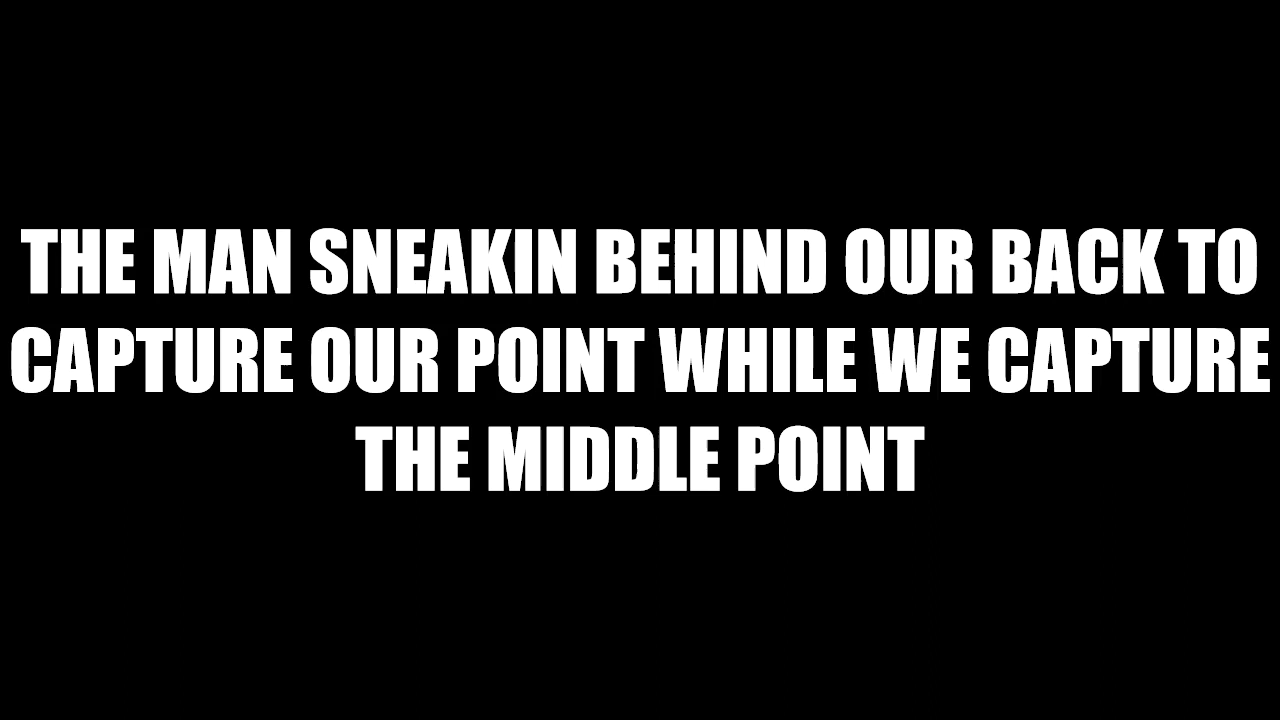 THE MAN SNEAKIN BEHIND OUR BACK TO
CAPTURE OUR POINT WHILE WE CAPTURE
THE MIDDLE POINT